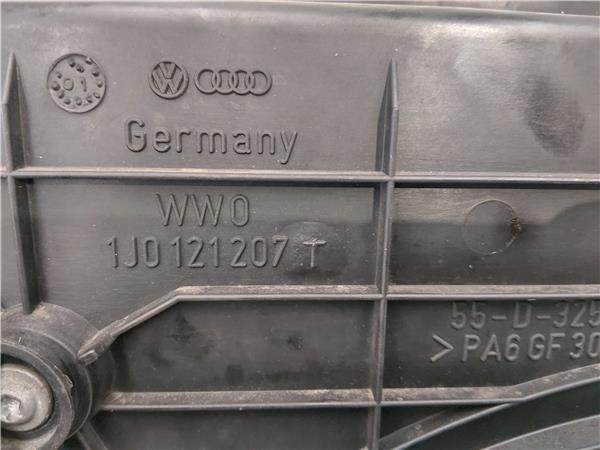 01
Germany
WWO
1J0 121 207 T
55-D-325
>PA6 GF30